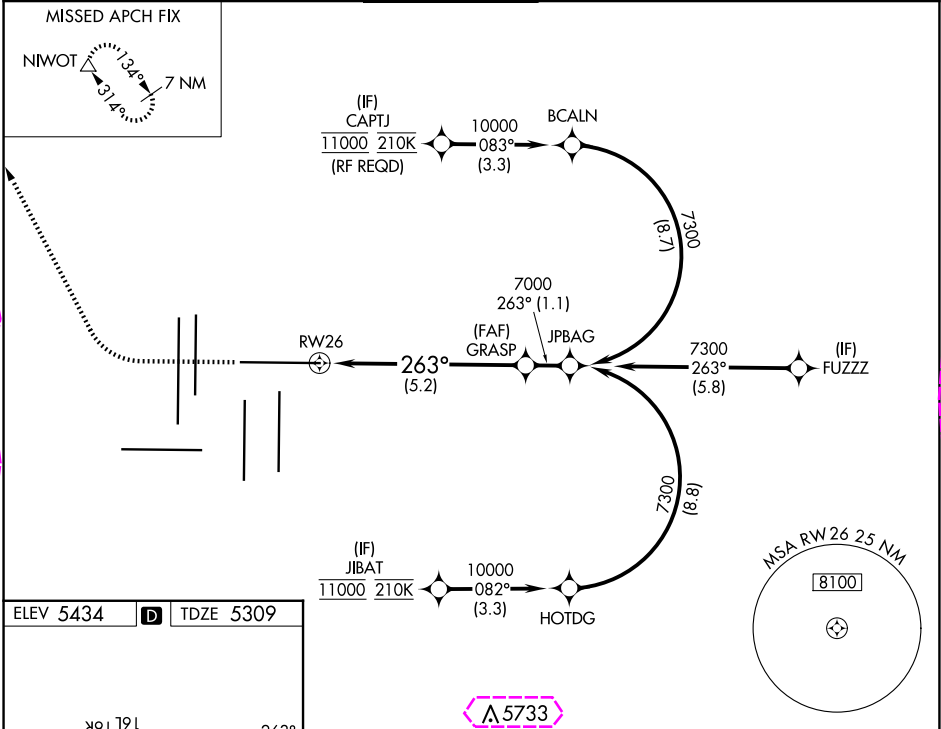 MISSED APCH FIX
NIWOT
134°
7 NM
314°
(IF)
CAPTJ
11000 210K
(RF REQD)
10000
083°
(3.3)
BCALN
7300
(8.7)
7000
263° (1.1)
(FAF)
GRASP
JPBAG
RW26
263°
(5.2)
7300
263°
(5.8)
(IF)
FUZZZ
7300
(8.8)
(IF)
JIBAT
11000 210K
10000
082°
(3.3)
HOTDG
MSA RW26 25 NM
8100
ELEV 5434 D TDZE 5309
5733